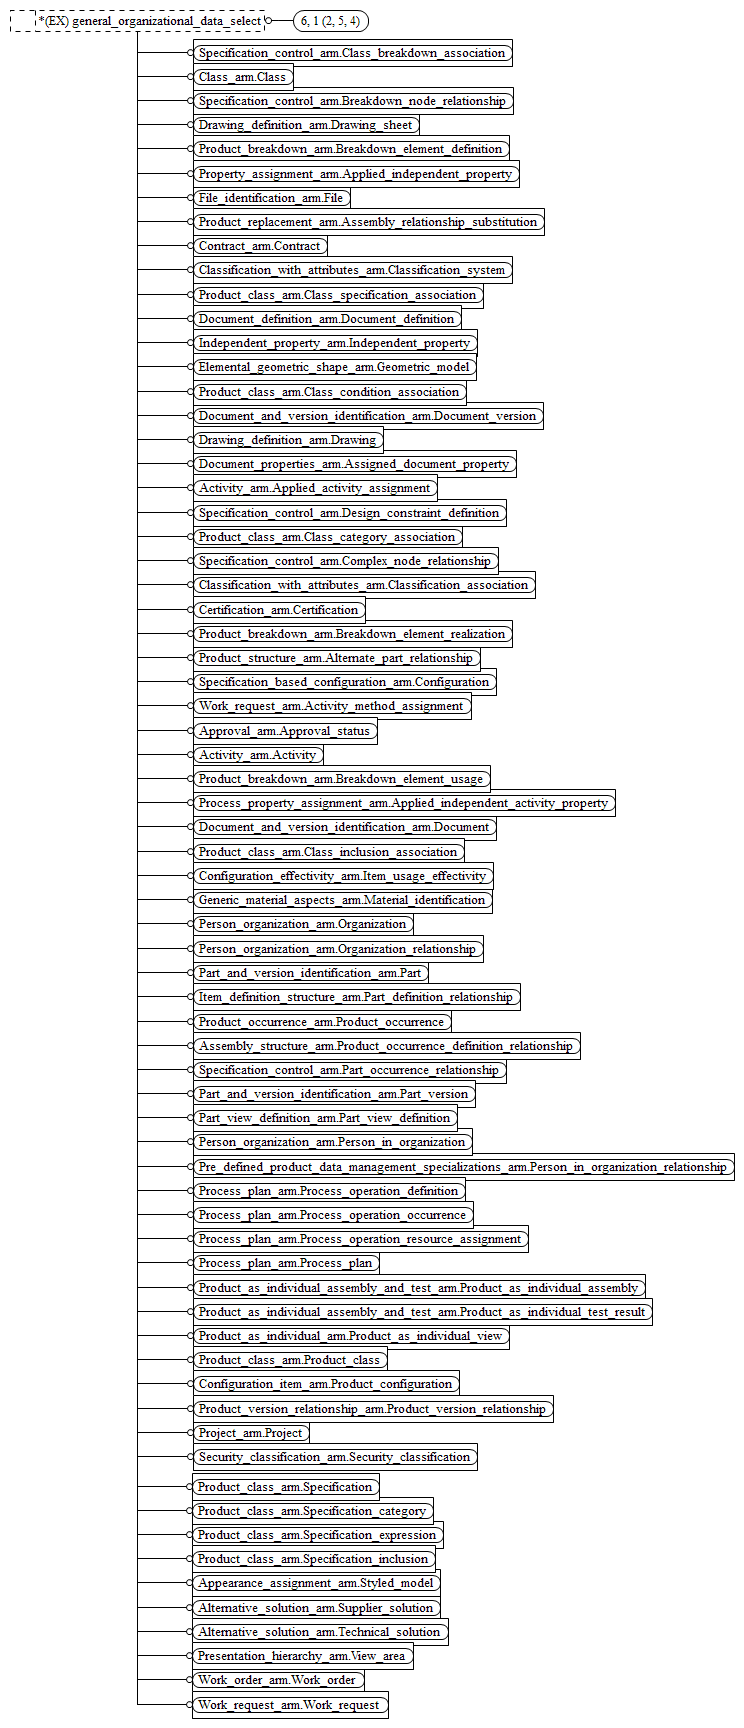 *(EX) general_organizational_data_select 6, 1 (2, 5, 4)
Specification_control_arm.Class_breakdown_association
Class_arm.Class
Specification_control_arm.Breakdown_node_relationship
Drawing_definition_arm.Drawing_sheet
Product_breakdown_arm.Breakdown_element_definition
Property_assignment_arm.Applied_independent_property
File_identification_arm.File
Product_replacement_arm.Assembly_relationship_substitution
Contract_arm.Contract
Classification_with_attributes_arm.Classification_system
Product_class_arm.Class_specification_association
Document_definition_arm.Document_definition
Independent_property_arm.Independent_property
Elemental_geometric_shape_arm.Geometric_model
Product_class_arm.Class_condition_association
Document_and_version_identification_arm.Document_version
Drawing_definition_arm.Drawing
Document_properties_arm.Assigned_document_property
Activity_arm.Applied_activity_assignment
Specification_control_arm.Design_constraint_definition
Product_class_arm.Class_category_association
Specification_control_arm.Complex_node_relationship
Classification_with_attributes_arm.Classification_association
Certification_arm.Certification
Product_breakdown_arm.Breakdown_element_realization
Product_structure_arm.Alternate_part_relationship
Specification_based_configuration_arm.Configuration
Work_request_arm.Activity_method_assignment
Approval_arm.Approval_status
Activity_arm.Activity
Product_breakdown_arm.Breakdown_element_usage
Process_property_assignment_arm.Applied_independent_activity_property
Document_and_version_identification_arm.Document
Product_class_arm.Class_inclusion_association
Configuration_effectivity_arm.Item_usage_effectivity
Generic_material_aspects_arm.Material_identification
Person_organization_arm.Organization
Person_organization_arm.Organization_relationship
Part_and_version_identification_arm.Part
Item_definition_structure_arm.Part_definition_relationship
Product_occurrence_arm.Product_occurrence
Assembly_structure_arm.Product_occurrence_definition_relationship
Specification_control_arm.Part_occurrence_relationship
Part_and_version_identification_arm.Part_version
Part_view_definition_arm.Part_view_definition
Person_organization_arm.Person_in_organization
Pre_defined_product_data_management_specializations_arm.Person_in_organization_relationship
Process_plan_arm.Process_operation_definition
Process_plan_arm.Process_operation_occurrence
Process_plan_arm.Process_operation_resource_assignment
Process_plan_arm.Process_plan
Product_as_individual_assembly_and_test_arm.Product_as_individual_assembly
Product_as_individual_assembly_and_test_arm.Product_as_individual_test_result
Product_as_individual_arm.Product_as_individual_view
Product_class_arm.Product_class
Configuration_item_arm.Product_configuration
Product_version_relationship_arm.Product_version_relationship
Project_arm.Project
Security_classification_arm.Security_classification
Product_class_arm.Specification
Product_class_arm.Specification_category
Product_class_arm.Specification_expression
Product_class_arm.Specification_inclusion
Appearance_assignment_arm.Styled_model
Alternative_solution_arm.Supplier_solution
Alternative_solution_arm.Technical_solution
Presentation_hierarchy_arm.View_area
Work_order_arm.Work_order
Work_request_arm.Work_request